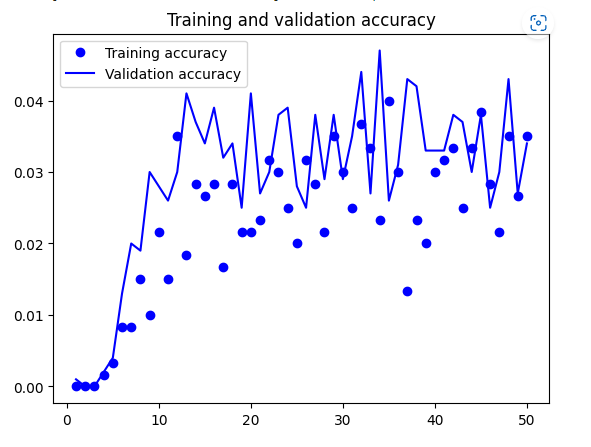 Training and validation accuracy
Training accuracy
Validation accuracy
0.04
0.03
0.02
0.01
0.00
0 10 20 30 40 50